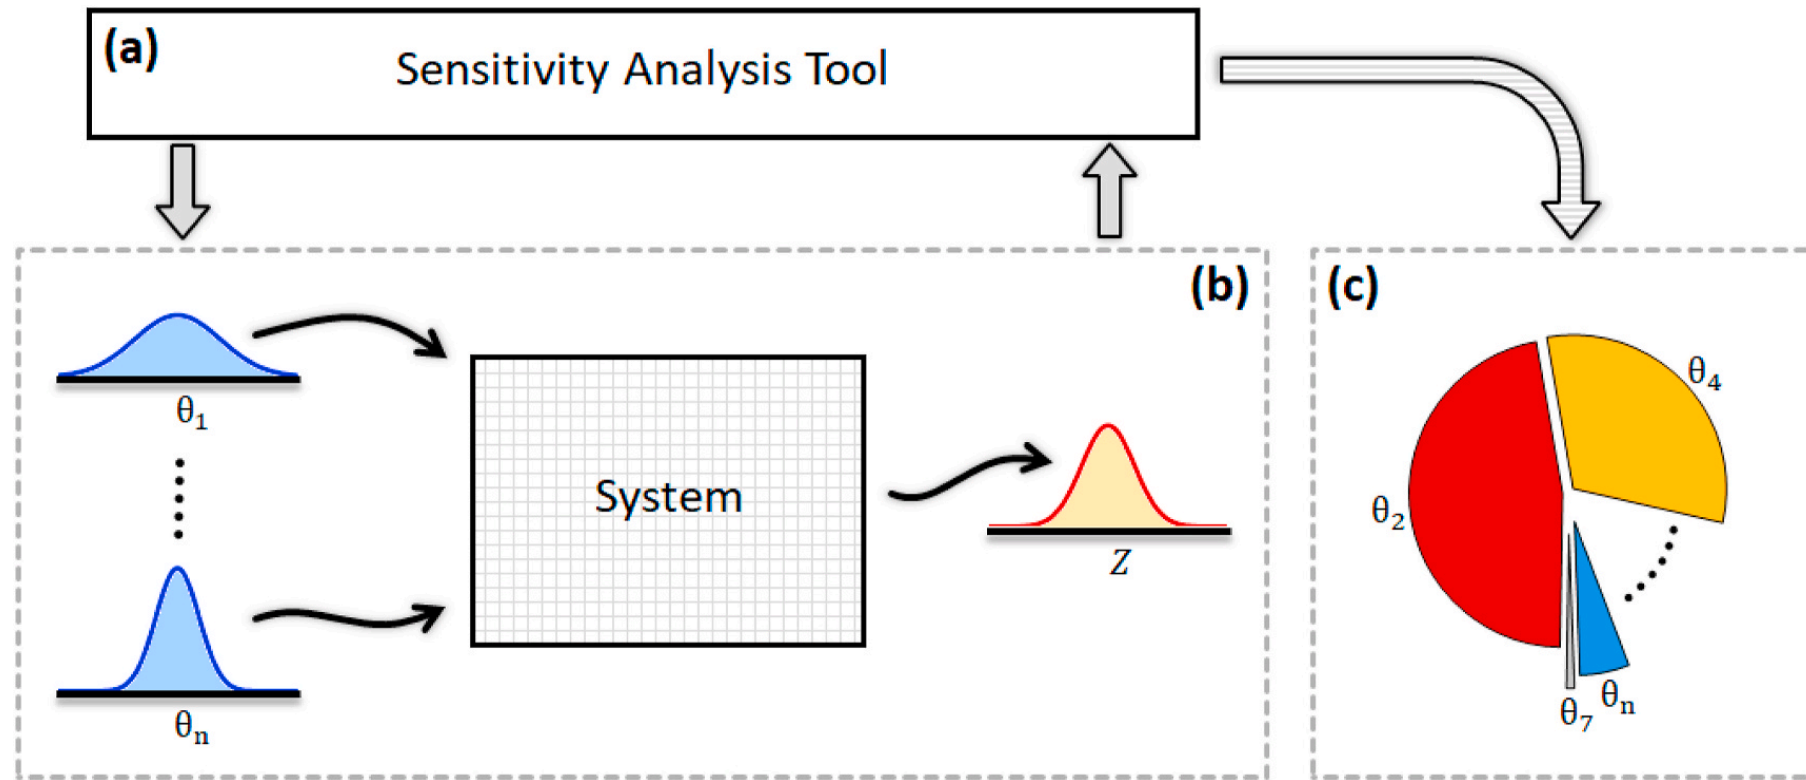 (a)
Sensitivity Analysis Tool
(b)
(c)
θ₁
System
Z
θₙ
θ₄
θ₂
θ₇
θₙ